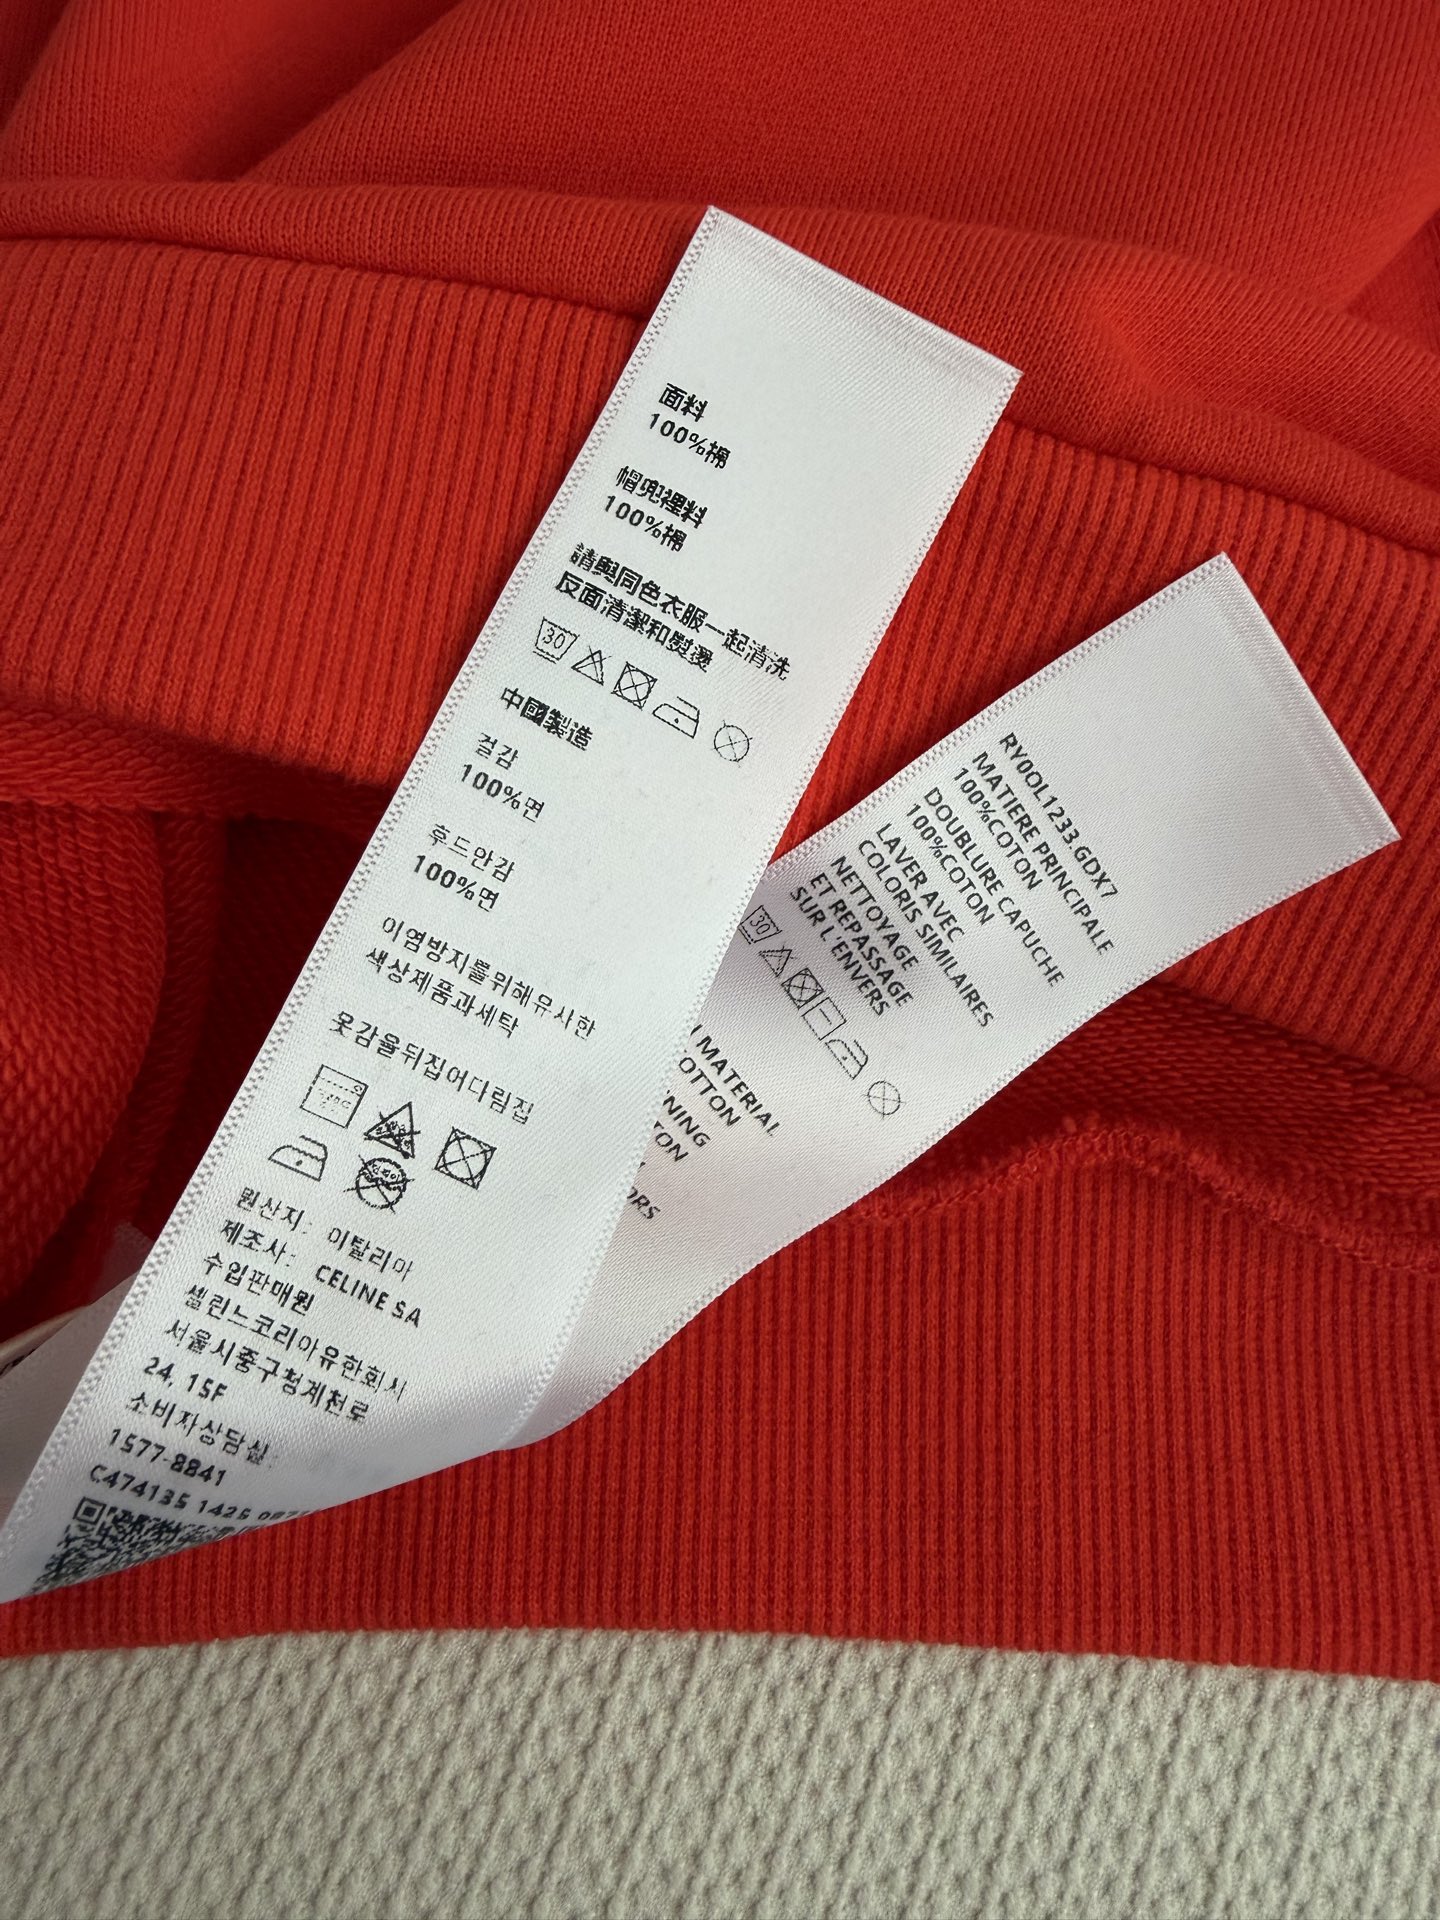 面料
100%棉
帽兜裡料
100%棉
請與同色衣服一起清洗
反面清潔和熨燙
30
中國製造
겉감
100%면
후드안감
100%면
이염방지를위해유사한
색상제품과세탁
옷감을뒤집어다림집
원산지: 이탈리아
제조사: CELINE SA
수입판매원
셀린느코리아유한회사
서울시중구청계천로
24, 15F
소비자상담실:
1577-8841
C474135 1425
RY0OL1233.GDX7
MATIERE PRINCIPALE
100%COTON
DOUBLURE CAPUCHE
100%COTON
LAVER AVEC
COLORIS SIMILAIRES
NETTOYAGE
ET REPASSAGE
SUR L'ENVERS
30
MATERIAL
OTTON
NING
TON
ORS